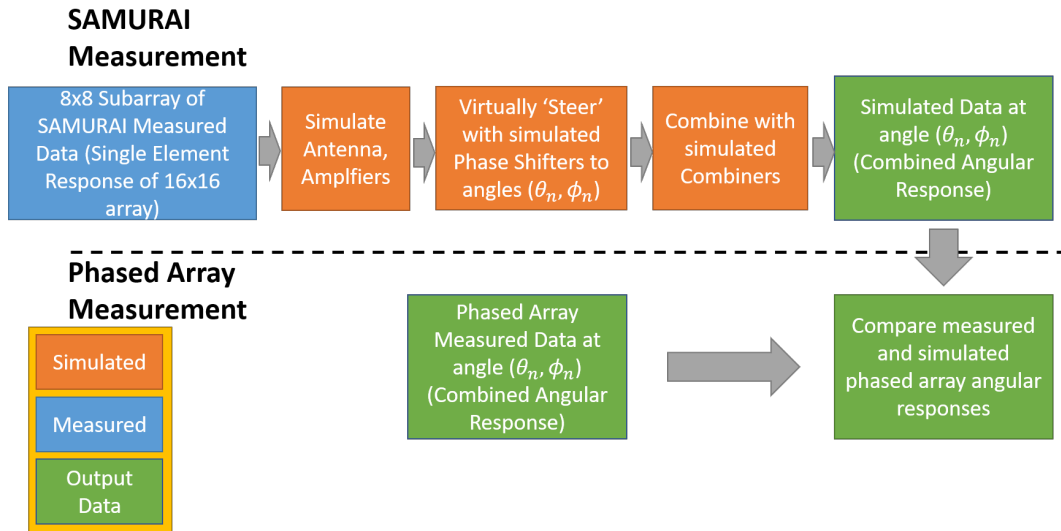 SAMURAI
Measurement
8x8 Subarray of
SAMURAI Measured
Data (Single Element
Response of 16x16
array)
Simulate
Antenna,
Amplfiers
Virtually ‘Steer’
with simulated
Phase Shifters to
angles (θₙ, ϕₙ)
Combine with
simulated
Combiners
Simulated Data at
angle (θₙ, ϕₙ)
(Combined Angular
Response)
Phased Array
Measurement
Simulated
Measured
Output
Data
Phased Array
Measured Data at
angle (θₙ, ϕₙ)
(Combined Angular
Response)
Compare measured
and simulated
phased array angular
responses